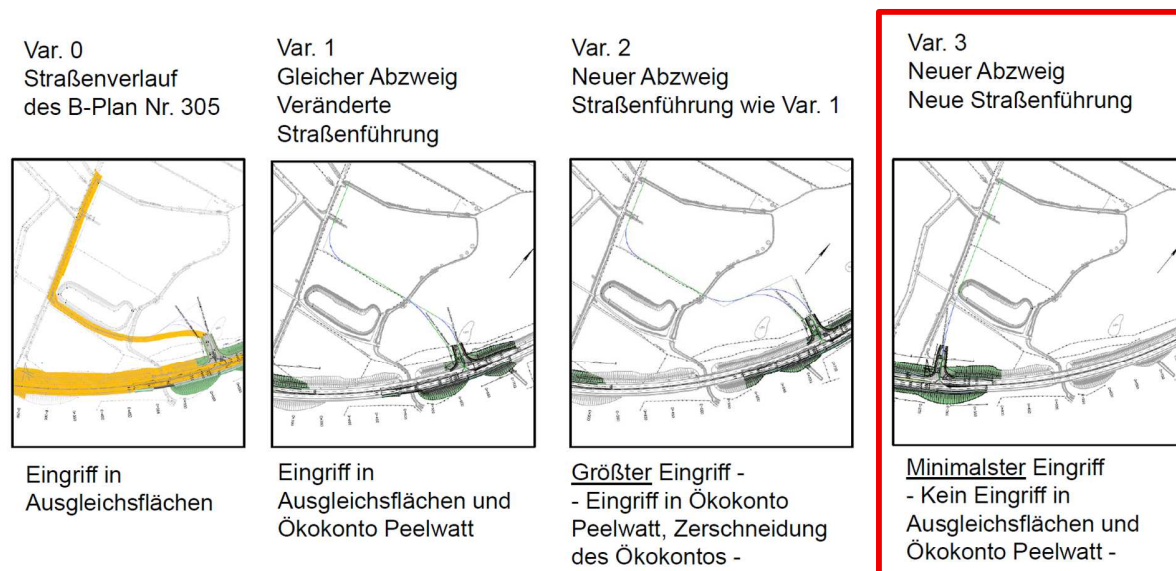 Var. 0
Straßenverlauf
des B-Plan Nr. 305
Var. 1
Gleicher Abzweig
Veränderte
Straßenführung
Var. 2
Neuer Abzweig
Straßenführung wie Var. 1
Var. 3
Neuer Abzweig
Neue Straßenführung
Eingriff in
Ausgleichsflächen
Eingriff in
Ausgleichsflächen und
Ökokonto Peelwatt
Größter Eingriff -
- Eingriff in Ökokonto
Peelwatt, Zerschneidung
des Ökokontos -
Minimalster Eingriff
- Kein Eingriff in
Ausgleichsflächen und
Ökokonto Peelwatt -